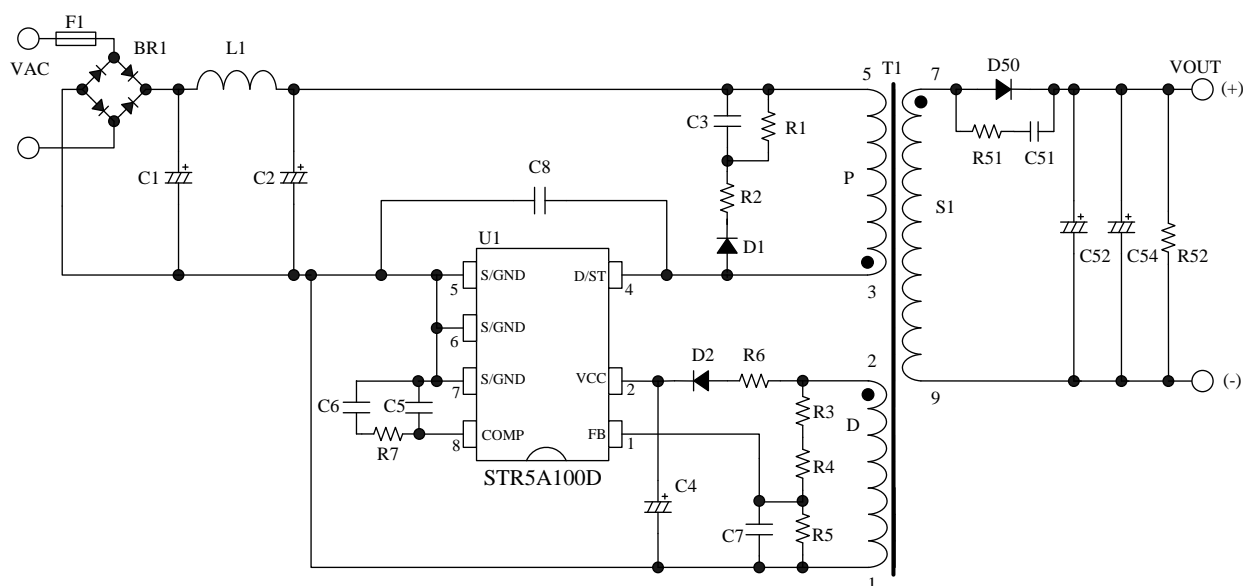 F1
BR1
L1
VAC
C1
C2
C8
C3
R1
R2
D1
5
P
3
T1
7
S1
9
D50
VOUT
(+)
R51
C51
C52
C54
R52
(-)
U1
S/GND
5
D/ST
4
S/GND
6
S/GND
7
VCC
2
COMP
8
FB
1
STR5A100D
C6
C5
R7
D2
R6
2
R3
D
R4
C4
C7
R5
1